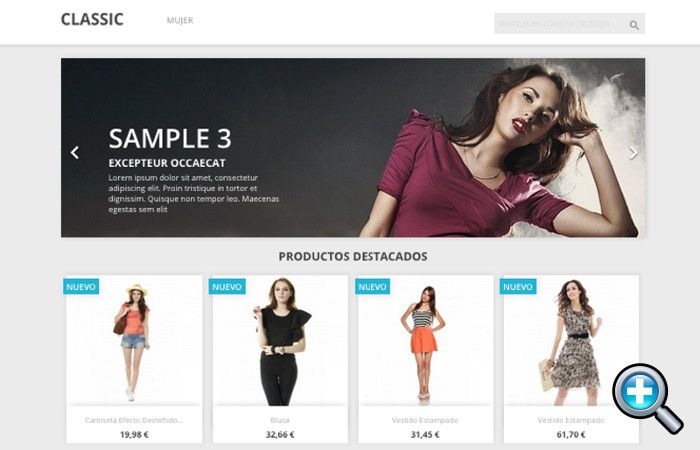 CLASSIC
MUJER
Busque en nuestro catálogo
SAMPLE 3
EXCEPTEUR OCCAECAT
Lorem ipsum dolor sit amet, consectetur
adipiscing elit. Proin tristique in tortor et
dignissim. Quisque non tempor leo. Maecenas
egestas sem elit
PRODUCTOS DESTACADOS
NUEVO
NUEVO
NUEVO
NUEVO
Camiseta Efecto Desteñido...
Blusa
Vestido Estampado
Vestido Estampado
19,98 €
32,66 €
31,45 €
61,70 €